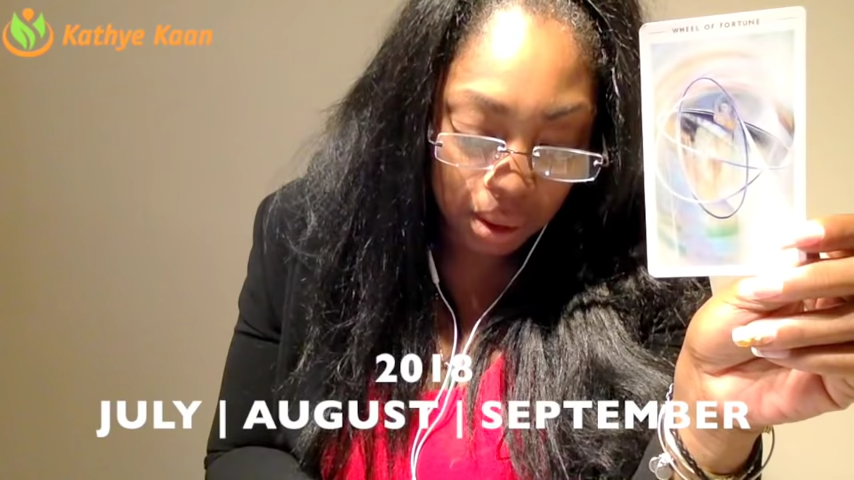 Kathye Kaan
WHEEL OF FORTUNE
2018
JULY | AUGUST | SEPTEMBER